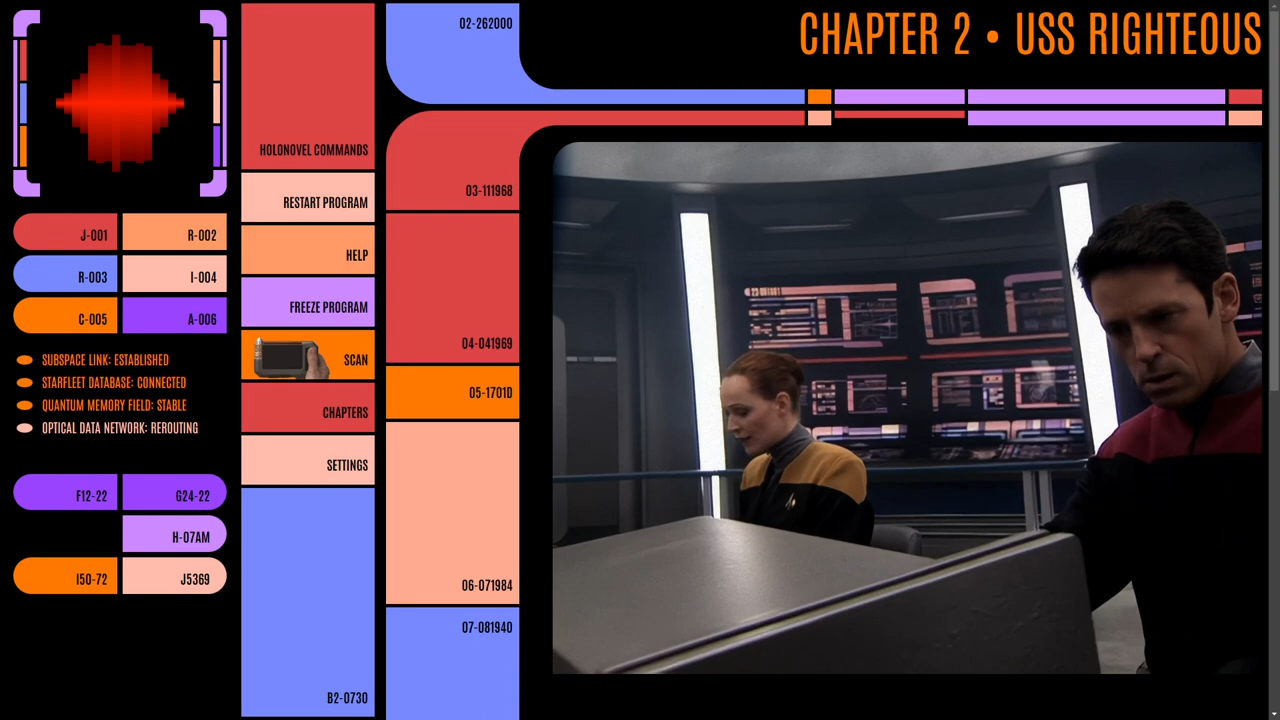 CHAPTER 2 • USS RIGHTEOUS
J-001
R-002
R-003
I-004
C-005
A-006
SUBSPACE LINK: ESTABLISHED
STARFLEET DATABASE: CONNECTED
QUANTUM MEMORY FIELD: STABLE
OPTICAL DATA NETWORK: REROUTING
F12-22
G24-22
H-07AM
I50-72
J5369
HOLONOVEL COMMANDS
RESTART PROGRAM
HELP
FREEZE PROGRAM
SCAN
CHAPTERS
SETTINGS
B2-0730
02-262000
03-111968
04-041969
05-1701D
06-071984
07-081940